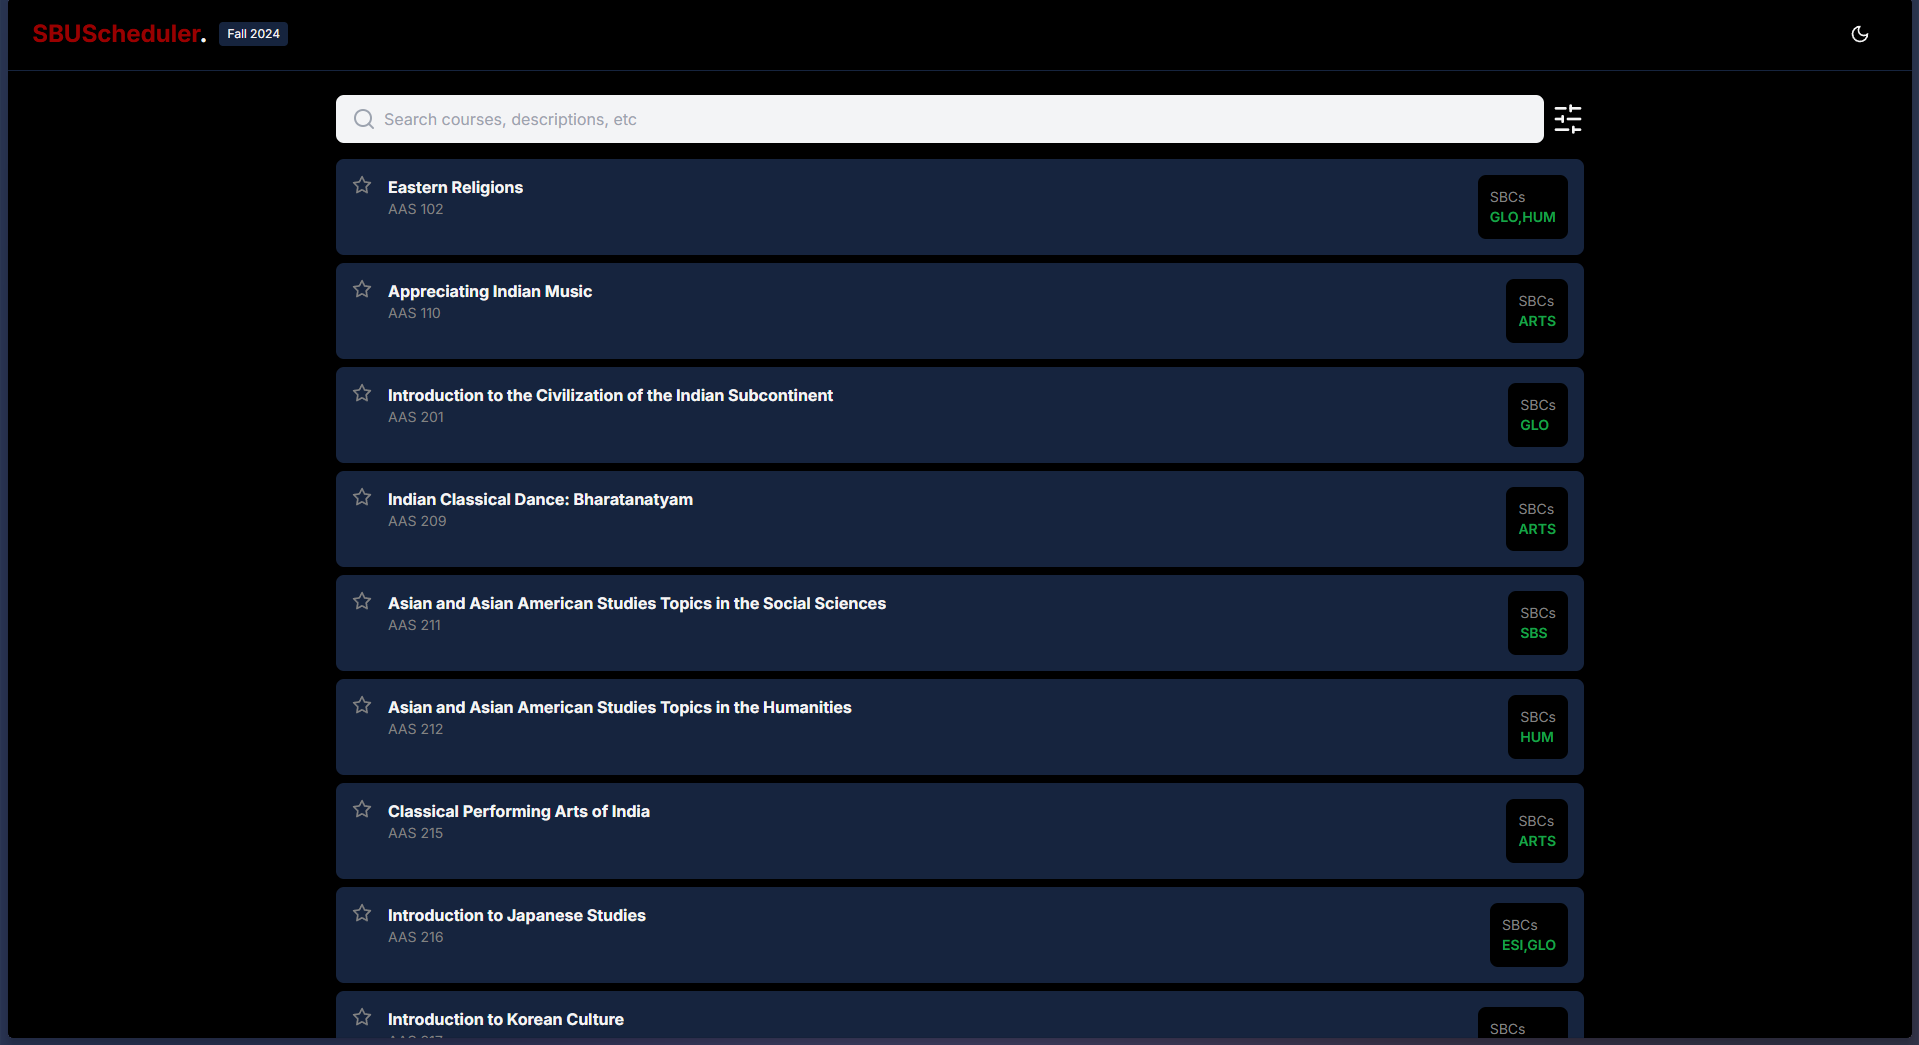 SBUScheduler. Fall 2024
Search courses, descriptions, etc
Eastern Religions
AAS 102
SBCs
GLO,HUM
Appreciating Indian Music
AAS 110
SBCs
ARTS
Introduction to the Civilization of the Indian Subcontinent
AAS 201
SBCs
GLO
Indian Classical Dance: Bharatanatyam
AAS 209
SBCs
ARTS
Asian and Asian American Studies Topics in the Social Sciences
AAS 211
SBCs
SBS
Asian and Asian American Studies Topics in the Humanities
AAS 212
SBCs
HUM
Classical Performing Arts of India
AAS 215
SBCs
ARTS
Introduction to Japanese Studies
AAS 216
SBCs
ESI,GLO
Introduction to Korean Culture
SBCs